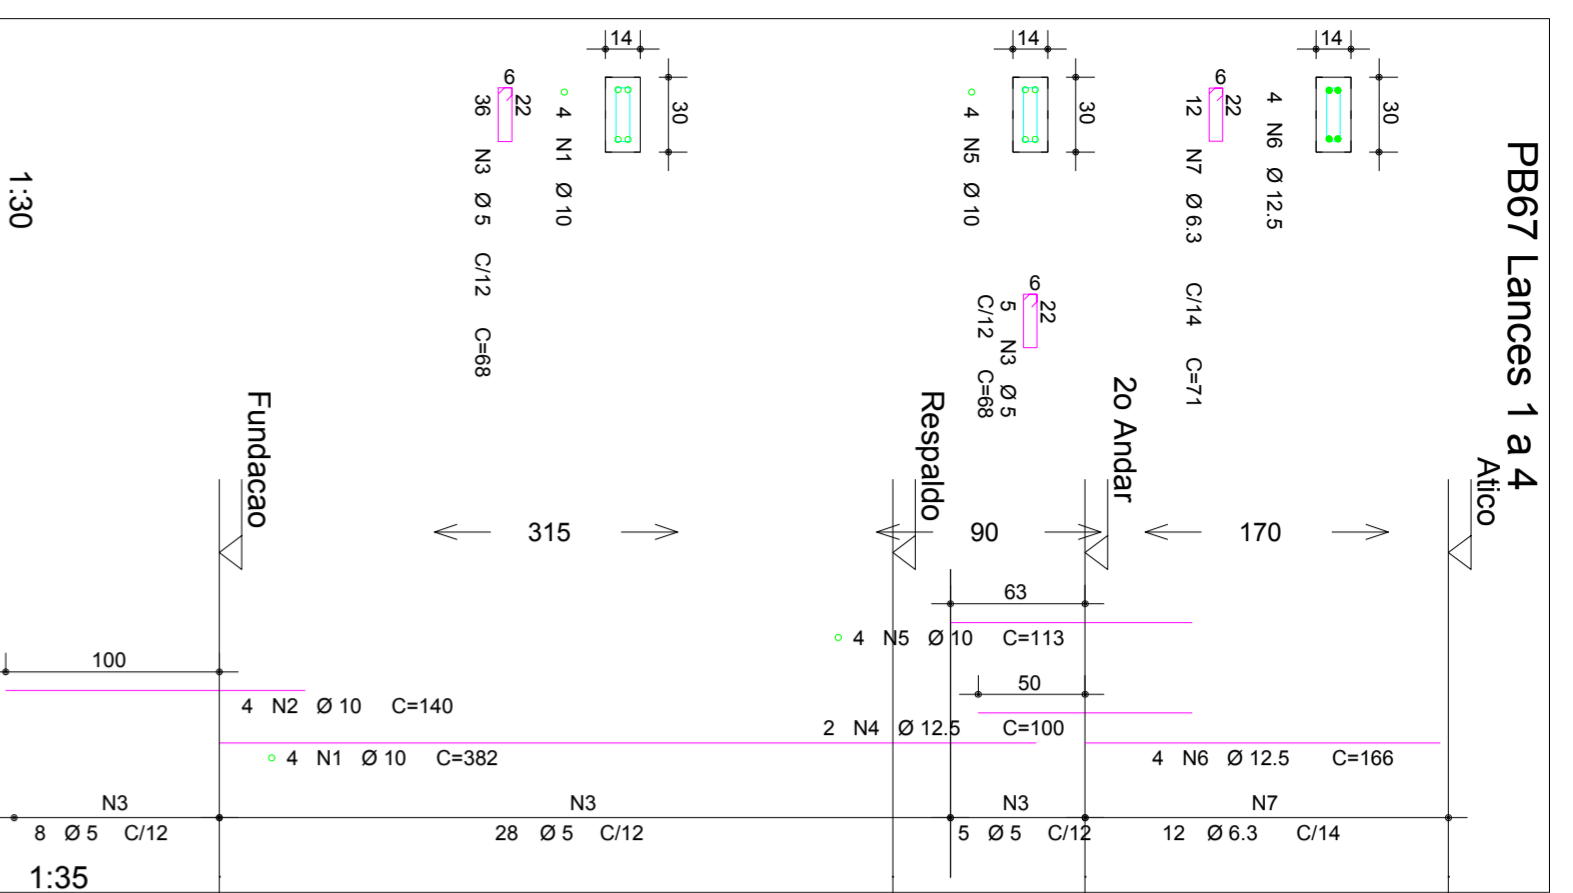 PB67 Lances 1 a 4
14
30
4 N1 Ø 10
6
22
36 N3 Ø 5 C/12 C=68
14
30
4 N5 Ø 10
6
22
5 N3 Ø 5
C/12 C=68
14
30
4 N6 Ø 12.5
6
22
12 N7 Ø 6.3 C/14 C=71
1:30
Fundacao
Respaldo
2o Andar
Atico
315
90
170
63
4 N5 Ø 10 C=113
100
50
4 N2 Ø 10 C=140
2 N4 Ø 12.5 C=100
4 N1 Ø 10 C=382
4 N6 Ø 12.5 C=166
N3
N3
N3
N7
8 Ø 5 C/12
28 Ø 5 C/12
5 Ø 5 C/12
12 Ø 6.3 C/14
1:35